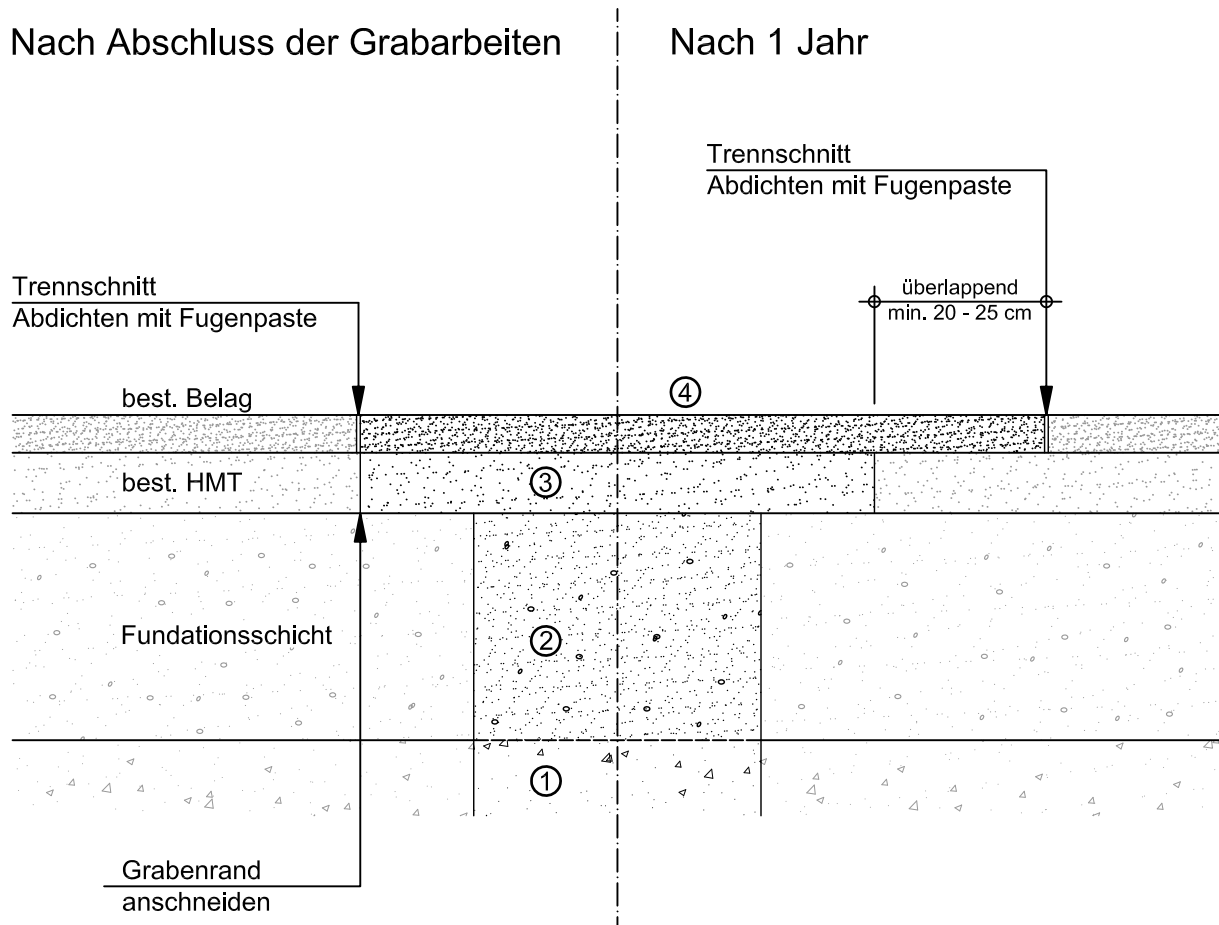 Nach Abschluss der Grabarbeiten
Nach 1 Jahr
Trennschnitt
Abdichten mit Fugenpaste
Trennschnitt
Abdichten mit Fugenpaste
überlappend
min. 20 - 25 cm
best. Belag
4
best. HMT
3
Fundationsschicht
2
1
Grabenrand
anschneiden